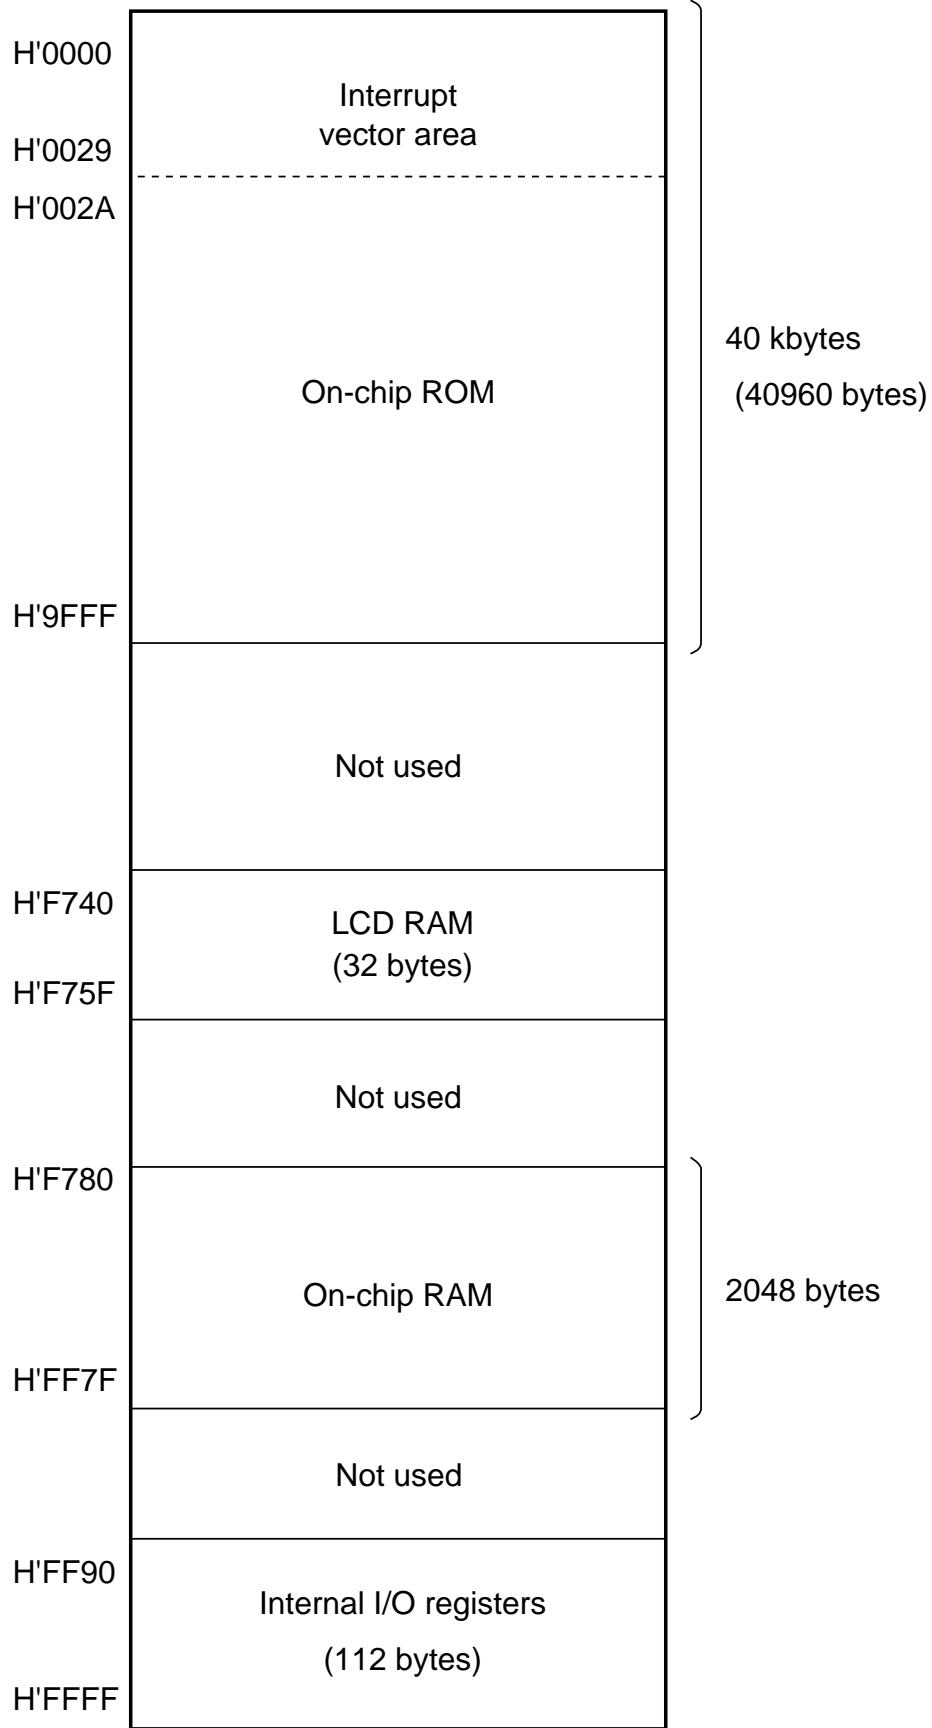 H'0000
Interrupt
vector area
H'0029
H'002A
On-chip ROM
40 kbytes
(40960 bytes)
H'9FFF
Not used
H'F740
LCD RAM
(32 bytes)
H'F75F
Not used
H'F780
On-chip RAM
2048 bytes
H'FF7F
Not used
H'FF90
Internal I/O registers
(112 bytes)
H'FFFF